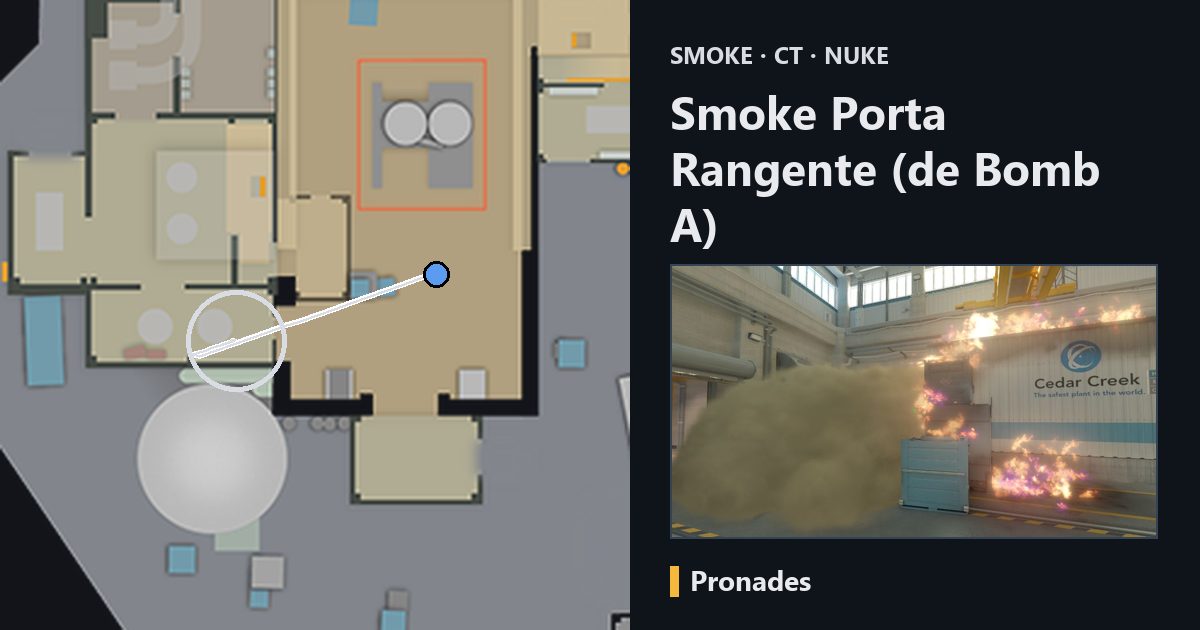 SMOKE · CT · NUKE
Smoke Porta
Rangente (de Bomb
A)
Cedar Creek
The safest plant in the world.
Pronades